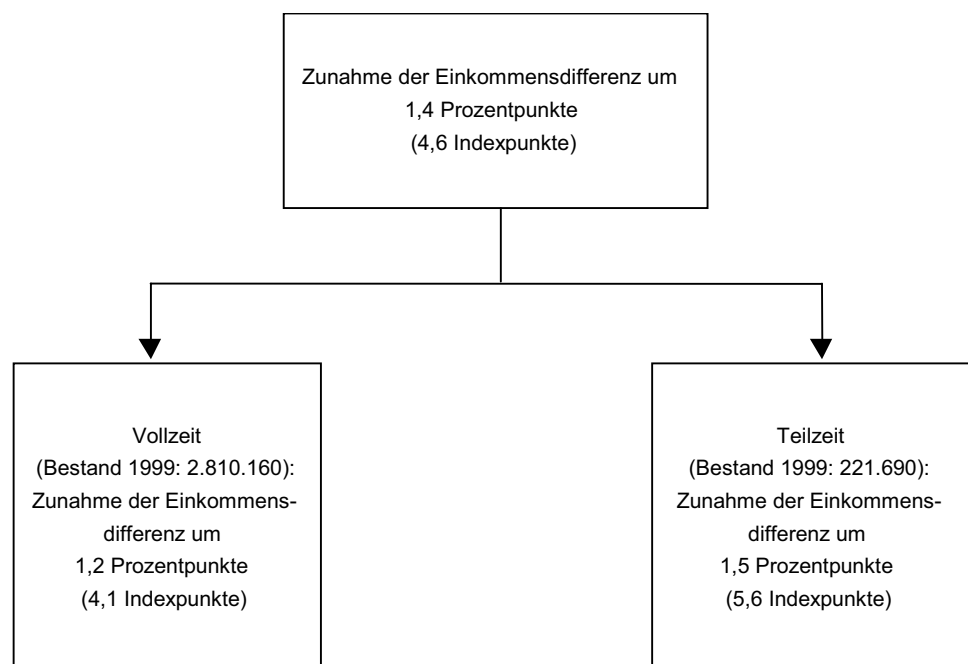 Zunahme der Einkommensdifferenz um
1,4 Prozentpunkte
(4,6 Indexpunkte)
Vollzeit
(Bestand 1999: 2.810.160):
Zunahme der Einkommens-
differenz um
1,2 Prozentpunkte
(4,1 Indexpunkte)
Teilzeit
(Bestand 1999: 221.690):
Zunahme der Einkommens-
differenz um
1,5 Prozentpunkte
(5,6 Indexpunkte)